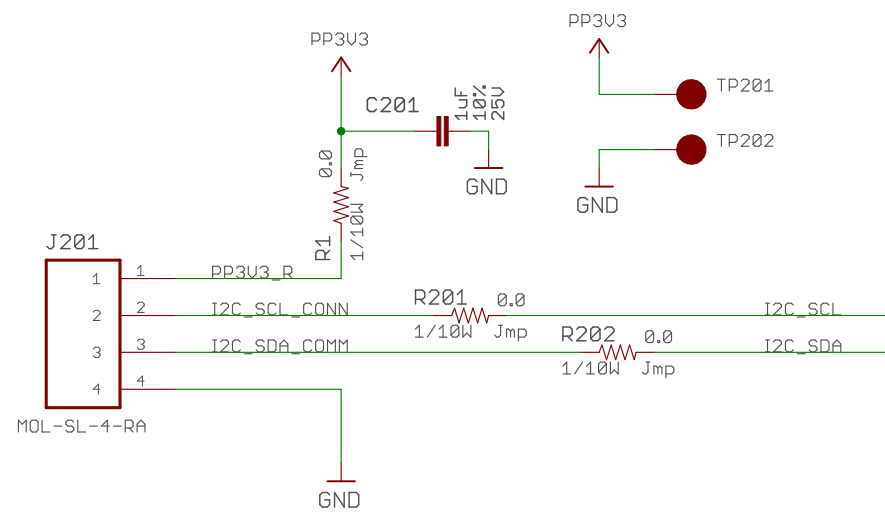 PP3V3
PP3V3
TP201
C201
1uF
10%
25V
TP202
0.0
Jmp
GND
GND
R1
1/10W
J201
1
1
PP3V3_R
2
2
I2C_SCL_CONN
R201
0.0
1/10W
Jmp
I2C_SCL
3
3
I2C_SDA_COMM
R202
0.0
1/10W
Jmp
I2C_SDA
4
4
MOL-SL-4-RA
GND